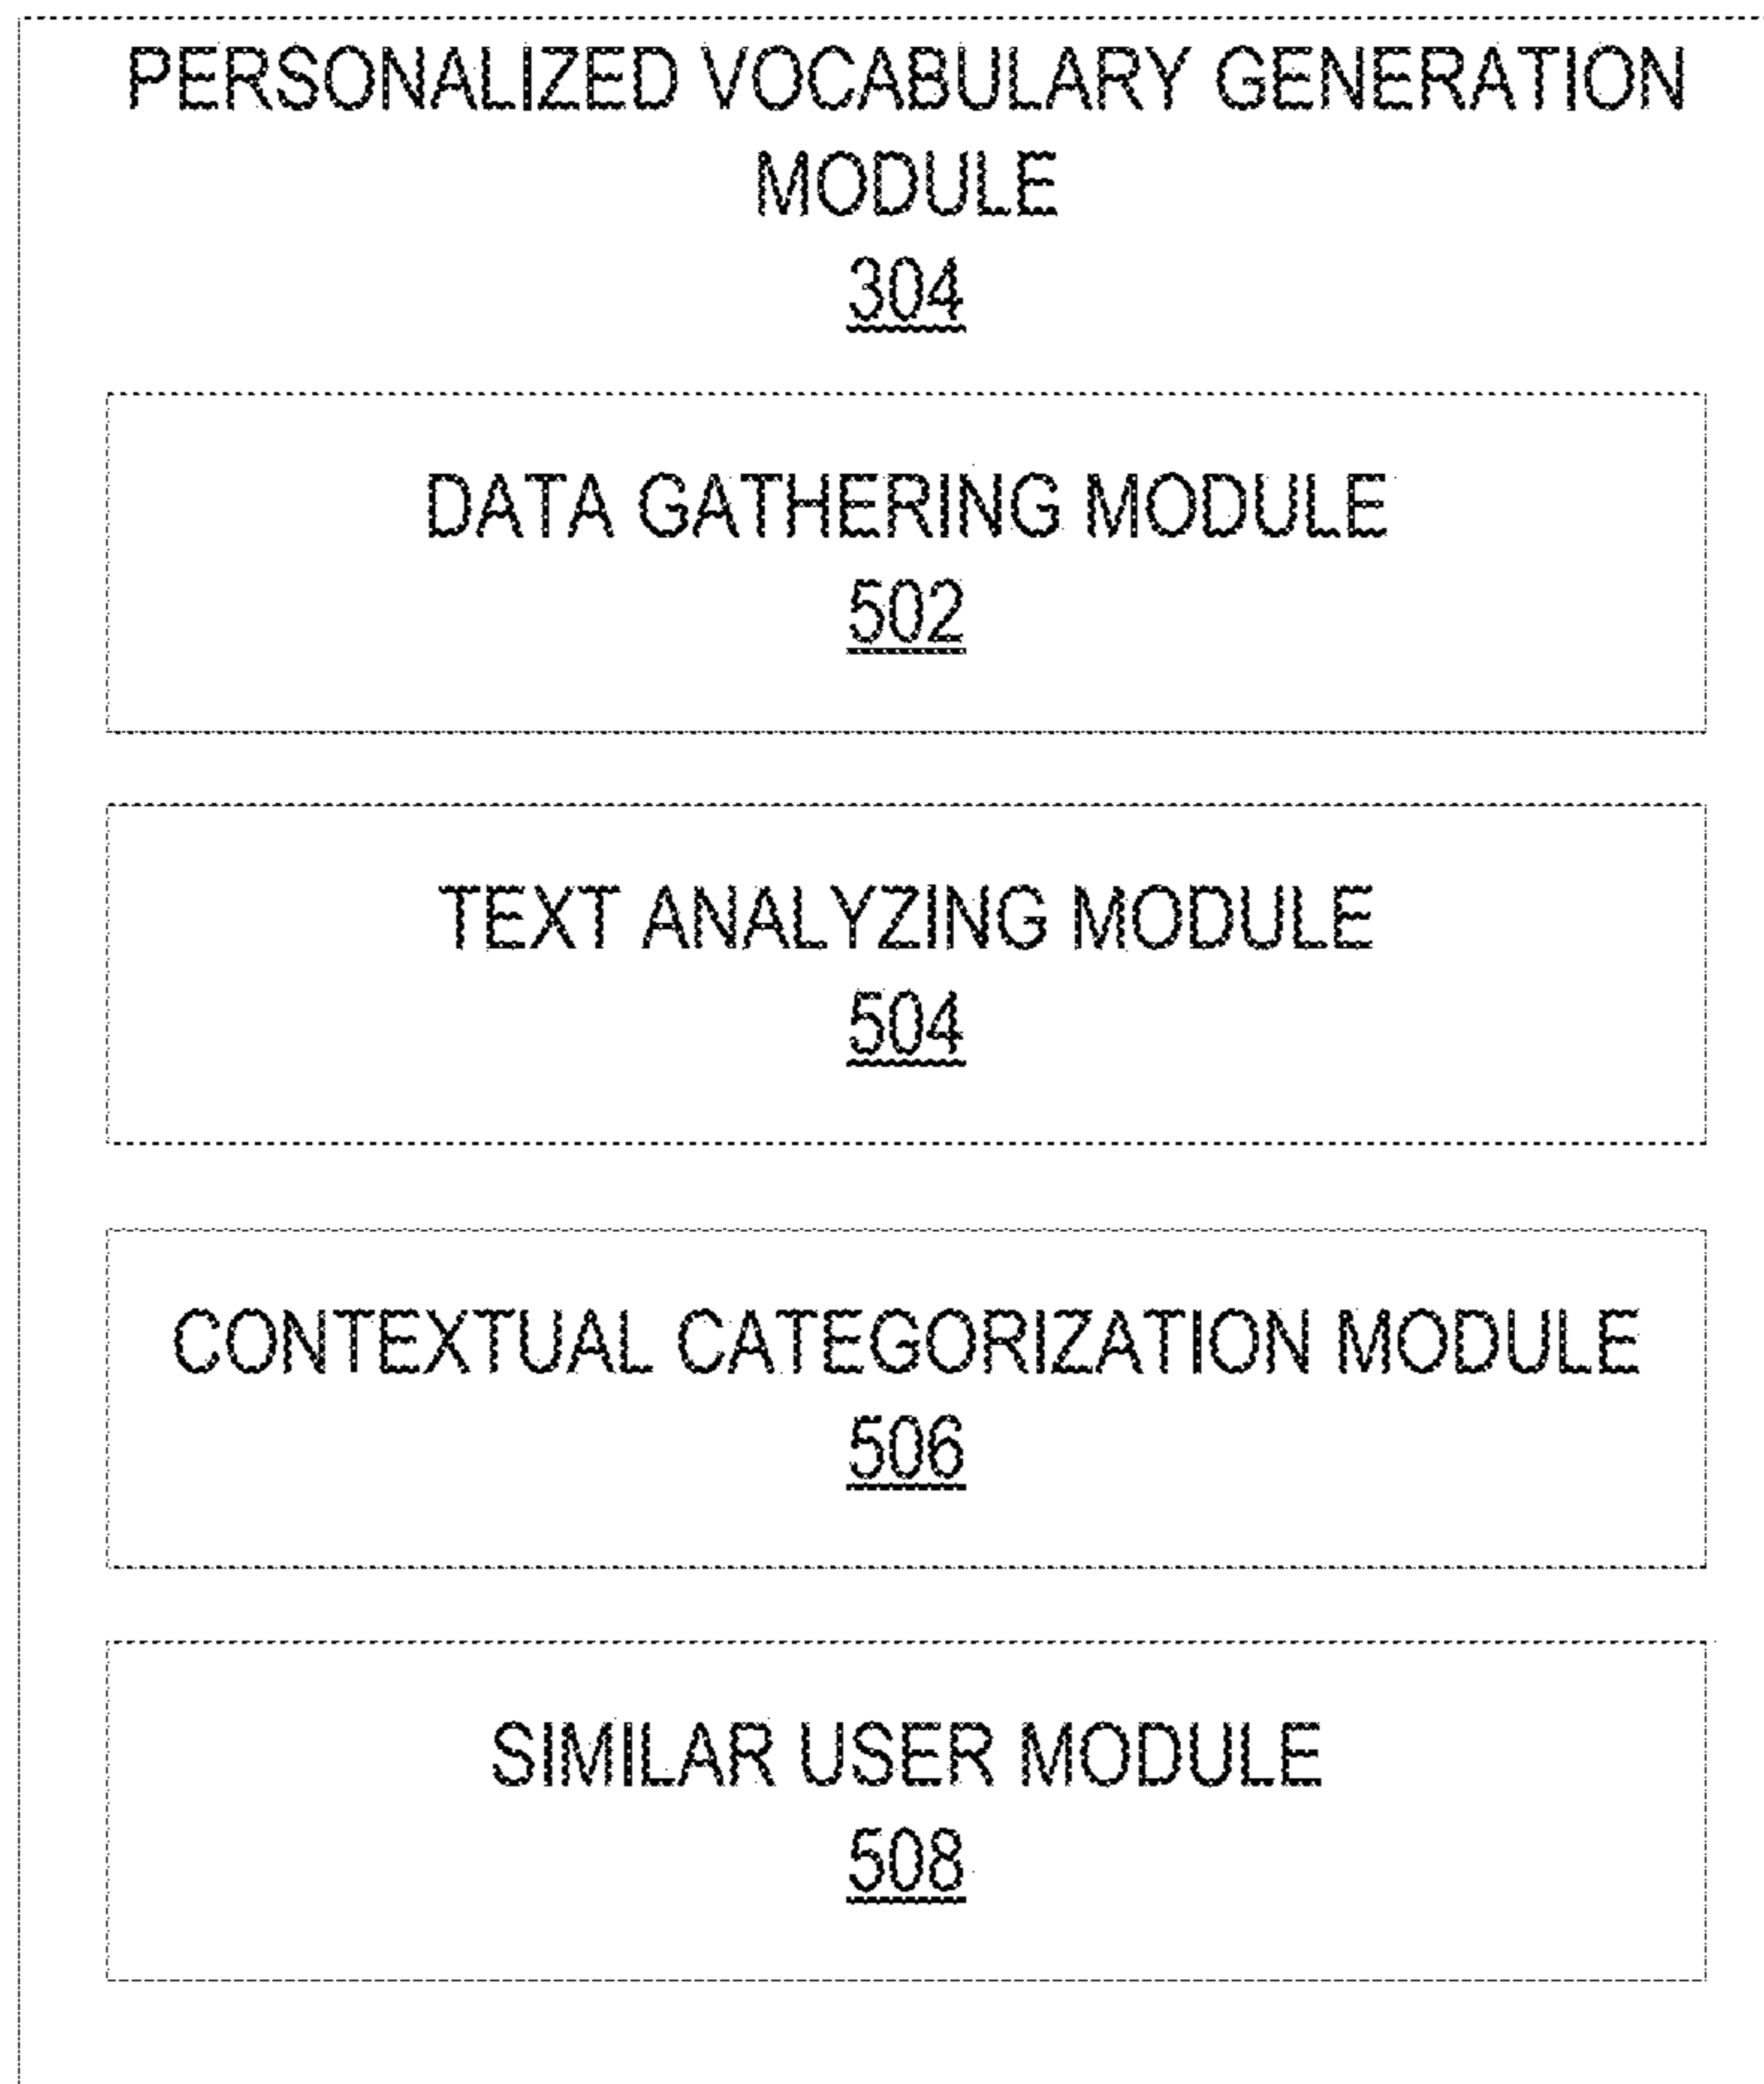 PERSONALIZED VOCABULARY GENERATION
MODULE
304
DATA GATHERING MODULE
502
TEXT ANALYZING MODULE
504
CONTEXTUAL CATEGORIZATION MODULE
506
SIMILAR USER MODULE
508